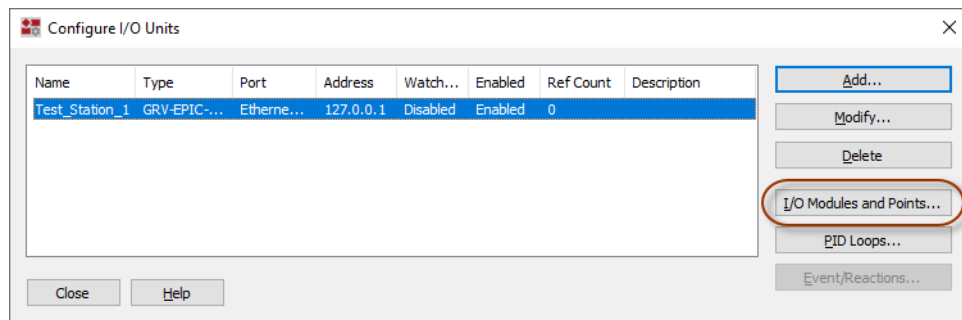 Configure I/O Units
Name Type Port Address Watch... Enabled Ref Count Description
Test_Station_1 GRV-EPIC-... Etherne... 127.0.0.1 Disabled Enabled 0
Add...
Modify...
Delete
I/O Modules and Points...
PID Loops...
Event/Reactions...
Close Help